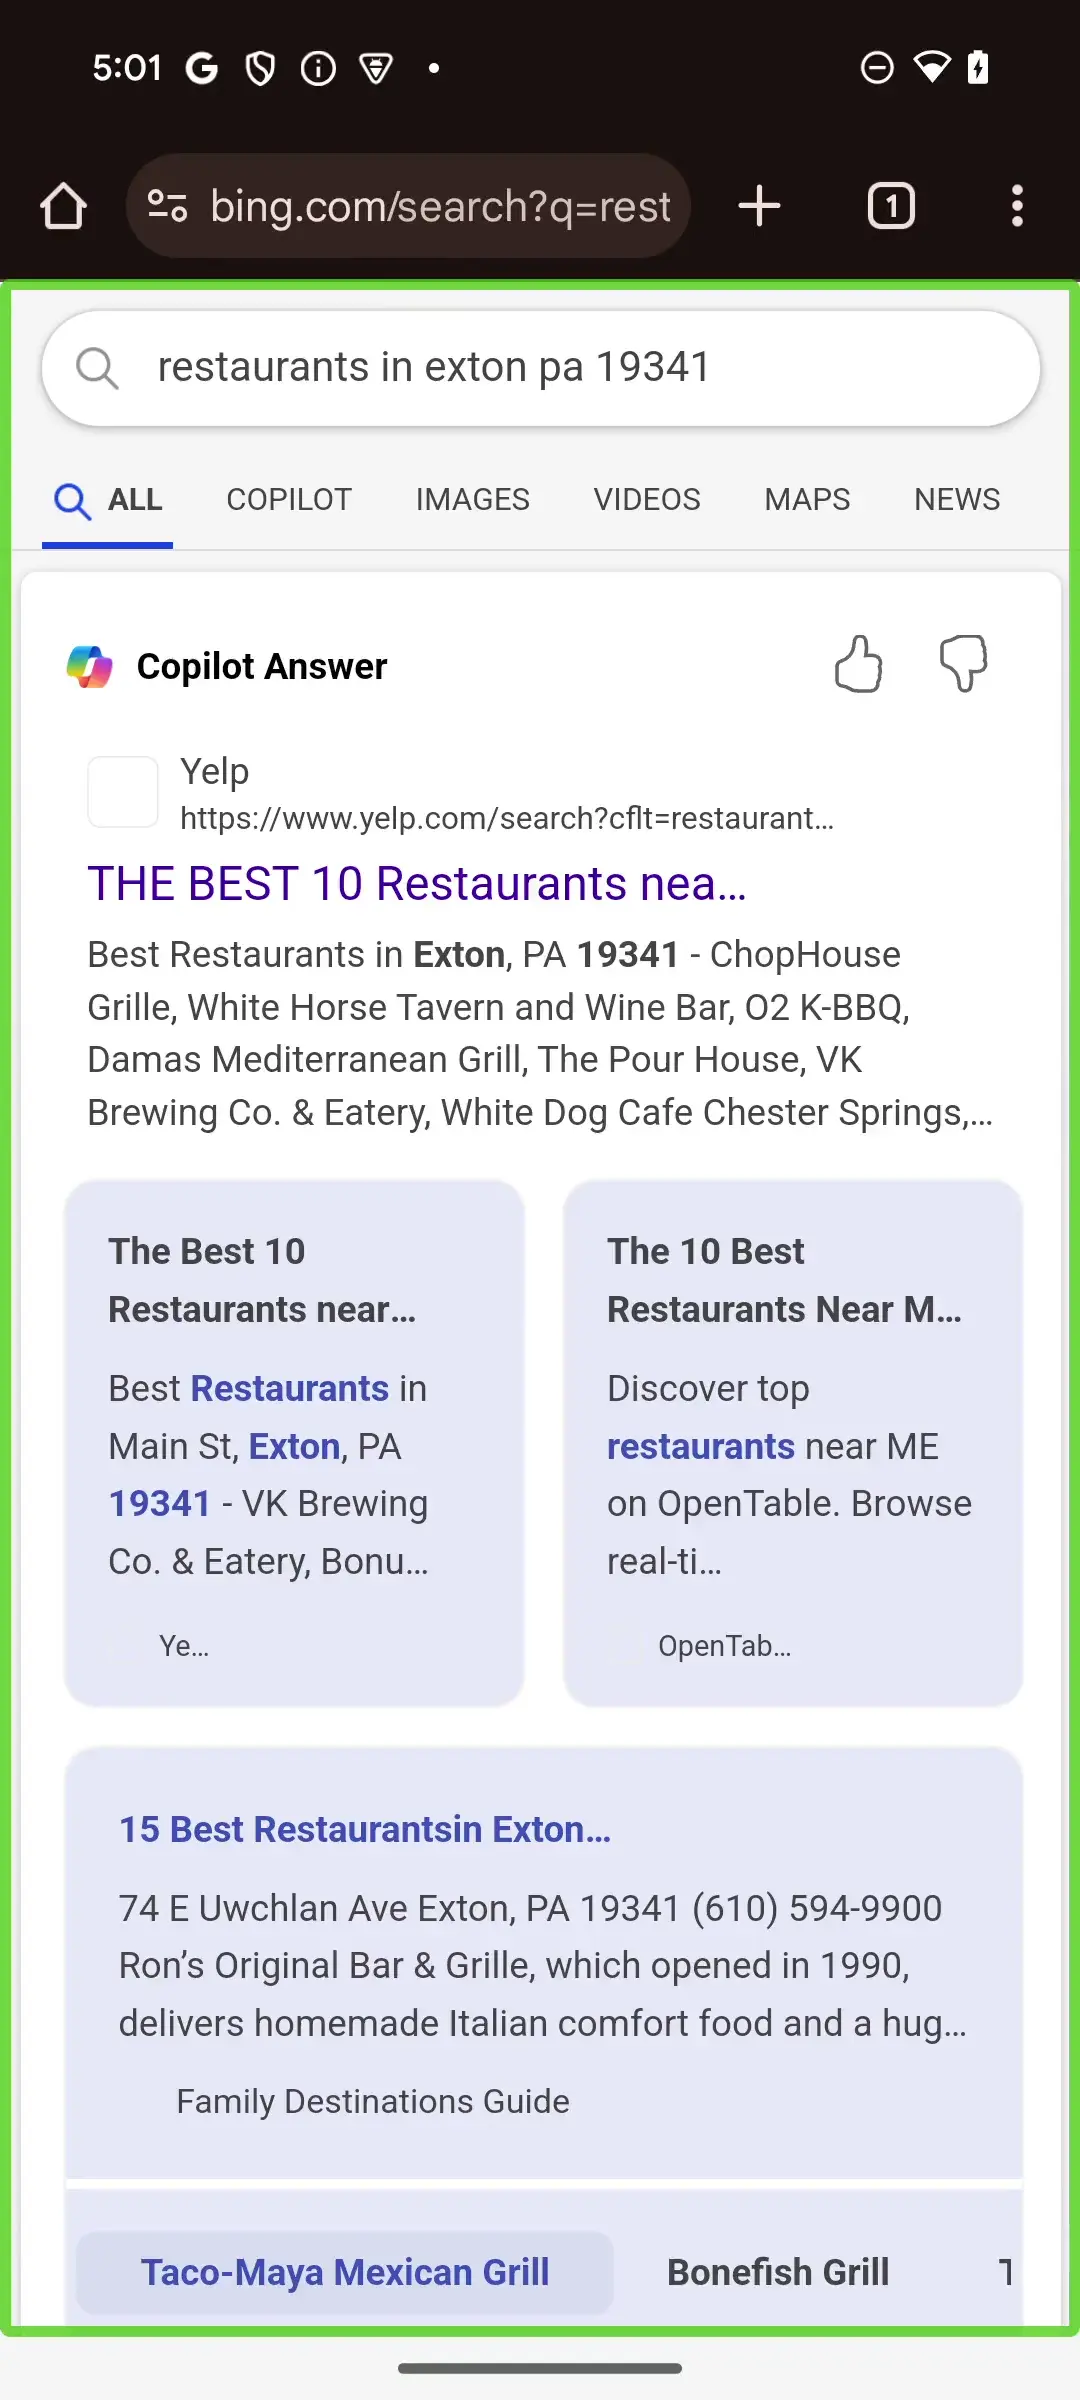 5:01
bing.com/search?q=rest
1
restaurants in exton pa 19341
ALL COPILOT IMAGES VIDEOS MAPS NEWS
Copilot Answer
Yelp
https://www.yelp.com/search?cflt=restaurant...
THE BEST 10 Restaurants nea...
Best Restaurants in Exton, PA 19341 - ChopHouse
Grille, White Horse Tavern and Wine Bar, O2 K-BBQ,
Damas Mediterranean Grill, The Pour House, VK
Brewing Co. & Eatery, White Dog Cafe Chester Springs,...
The Best 10
Restaurants near...
Best Restaurants in
Main St, Exton, PA
19341 - VK Brewing
Co. & Eatery, Bonu...
Ye...
The 10 Best
Restaurants Near M...
Discover top
restaurants near ME
on OpenTable. Browse
real-ti...
OpenTab...
15 Best Restaurantsin Exton...
74 E Uwchlan Ave Exton, PA 19341 (610) 594-9900
Ron’s Original Bar & Grille, which opened in 1990,
delivers homemade Italian comfort food and a hug...
Family Destinations Guide
Taco-Maya Mexican Grill Bonefish Grill